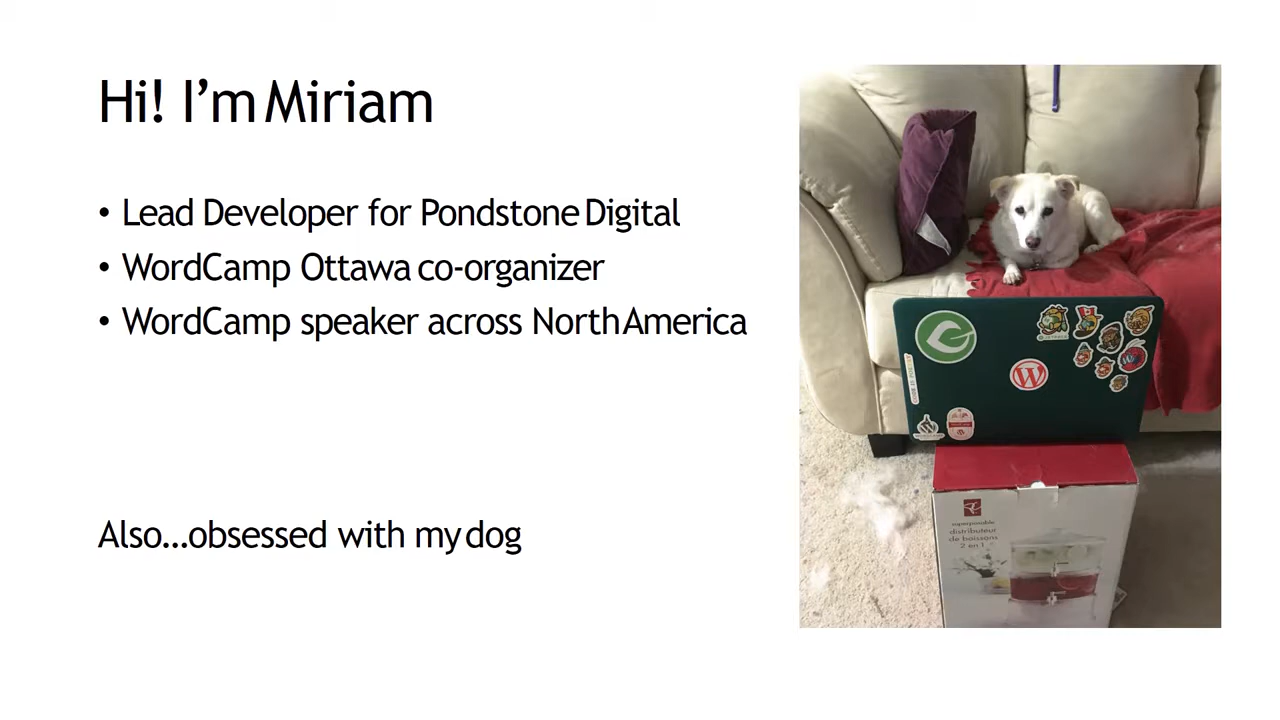 Hi! I’m Miriam
• Lead Developer for Pondstone Digital
• WordCamp Ottawa co-organizer
• WordCamp speaker across North America
Also…obsessed with my dog
W
superposable
distributeur
de boissons
2 en 1